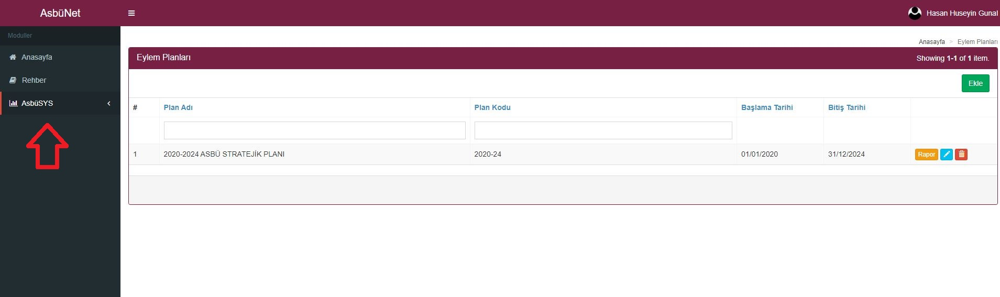 AsbüNet
Hasan Huseyin Gunal
Moduller
Anasayfa
Rehber
AsbüSYS
Anasayfa > Eylem Planları
Eylem Planları
Showing 1-1 of 1 item.
Ekle
# Plan Adı Plan Kodu Başlama Tarihi Bitiş Tarihi
1 2020-2024 ASBÜ STRATEJİK PLANI 2020-24 01/01/2020 31/12/2024 Rapor